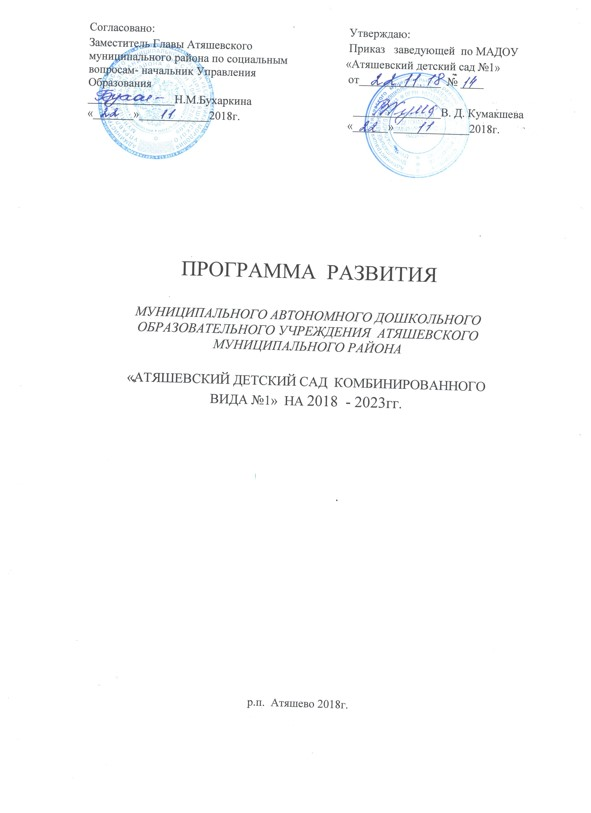 Согласовано:
Заместитель Главы Атяшевского
муниципального района по социальным
вопросам- начальник Управления
Образования
Н.М.Бухаркина
« 22 » 11 2018г.
Утверждаю:
Приказ заведующей по МАДОУ
«Атяшевский детский сад №1»
от 22.11.18 № 14
В. Д. Кумакшева
« 22 » 11 2018г.
ПРОГРАММА РАЗВИТИЯ
МУНИЦИПАЛЬНОГО АВТОНОМНОГО ДОШКОЛЬНОГО
ОБРАЗОВАТЕЛЬНОГО УЧРЕЖДЕНИЯ АТЯШЕВСКОГО
МУНИЦИПАЛЬНОГО РАЙОНА
«АТЯШЕВСКИЙ ДЕТСКИЙ САД КОМБИНИРОВАННОГО
ВИДА №1» НА 2018 - 2023гг.
р.п. Атяшево 2018г.